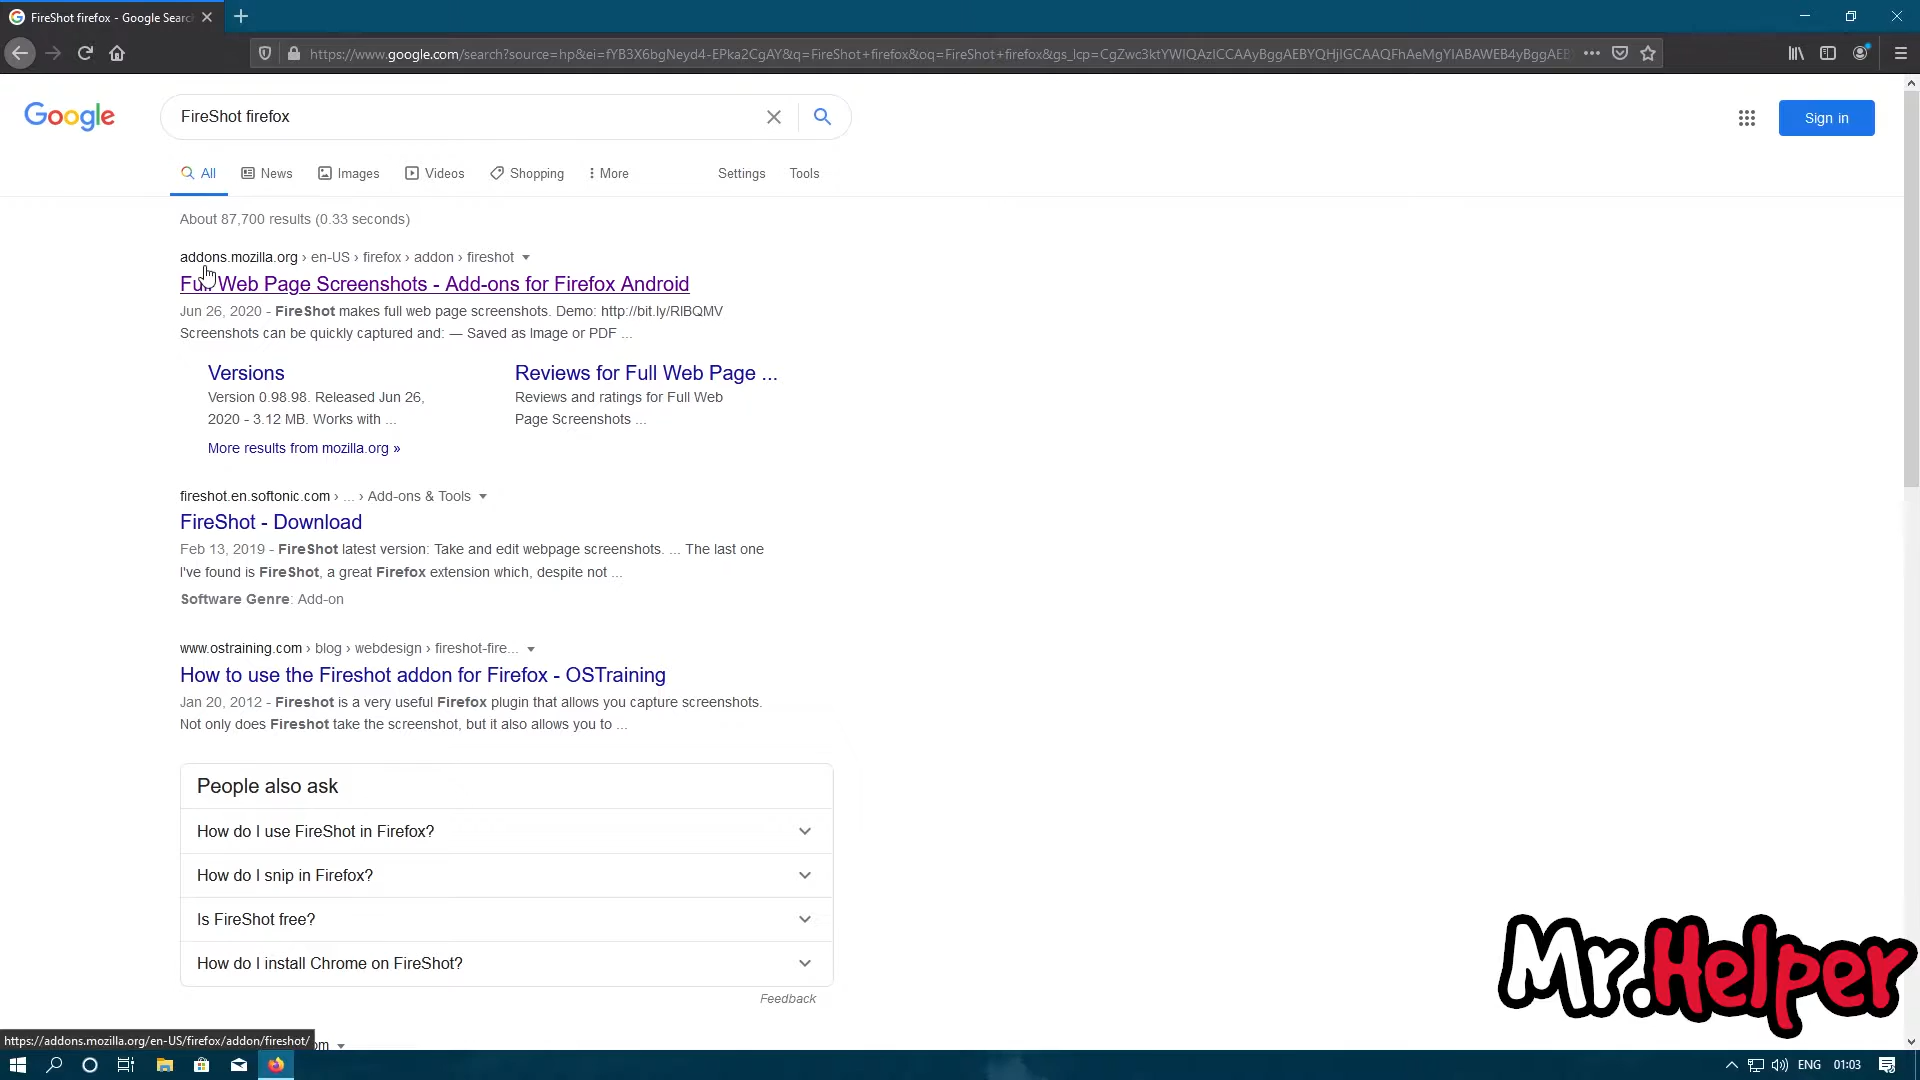 FireShot firefox - Google Searc
https://www.google.com/search?source=hp&ei=fYB3X6bgNeyd4-EPka2CgAY&q=FireShot+firefox&oq=FireShot+firefox&gs_lcp=CgZwc3ktYWIQAzICCAAyBggAEBYQHjIGCAAQFhAeMgYIABAWEB4yBggAEB
Google
FireShot firefox
Sign in
All
News
Images
Videos
Shopping
More
Settings
Tools
About 87,700 results (0.33 seconds)
addons.mozilla.org › en-US › firefox › addon › fireshot
Full Web Page Screenshots - Add-ons for Firefox Android
Jun 26, 2020 - FireShot makes full web page screenshots. Demo: http://bit.ly/RIBQMV
Screenshots can be quickly captured and: — Saved as Image or PDF ...
Versions
Version 0.98.98. Released Jun 26,
2020 - 3.12 MB. Works with ...
Reviews for Full Web Page ...
Reviews and ratings for Full Web
Page Screenshots ...
More results from mozilla.org »
fireshot.en.softonic.com › ... › Add-ons & Tools
FireShot - Download
Feb 13, 2019 - FireShot latest version: Take and edit webpage screenshots. ... The last one
I've found is FireShot, a great Firefox extension which, despite not ...
Software Genre: Add-on
www.ostraining.com › blog › webdesign › fireshot-fire...
How to use the Fireshot addon for Firefox - OSTraining
Jan 20, 2012 - Fireshot is a very useful Firefox plugin that allows you capture screenshots.
Not only does Fireshot take the screenshot, but it also allows you to ...
People also ask
How do I use FireShot in Firefox?
How do I snip in Firefox?
Is FireShot free?
How do I install Chrome on FireShot?
Feedback
Mr.Helper
https://addons.mozilla.org/en-US/firefox/addon/fireshot/
om
ENG
01:03